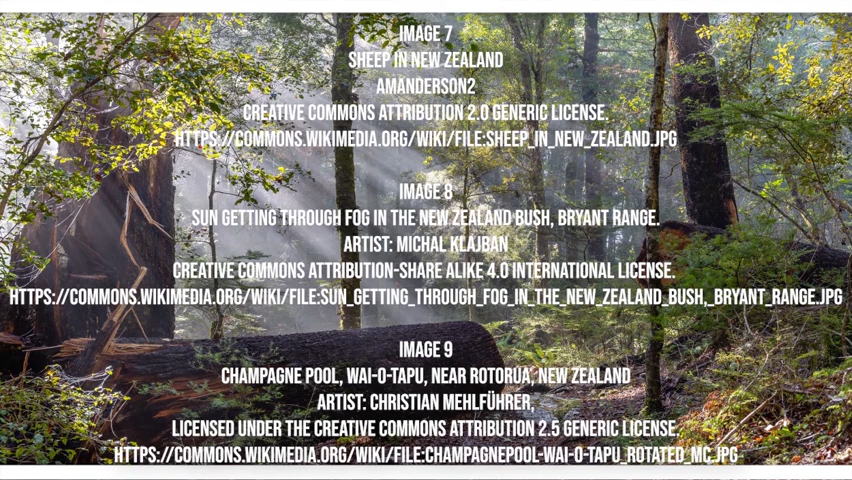 IMAGE 7
SHEEP IN NEW ZEALAND
AMANDERSON2
CREATIVE COMMONS ATTRIBUTION 2.0 GENERIC LICENSE.
HTTPS://COMMONS.WIKIMEDIA.ORG/WIKI/FILE:SHEEP_IN_NEW_ZEALAND.JPG
IMAGE 8
SUN GETTING THROUGH FOG IN THE NEW ZEALAND BUSH, BRYANT RANGE.
ARTIST: MICHAL KLAJBAN
CREATIVE COMMONS ATTRIBUTION-SHARE ALIKE 4.0 INTERNATIONAL LICENSE.
HTTPS://COMMONS.WIKIMEDIA.ORG/WIKI/FILE:SUN_GETTING_THROUGH_FOG_IN_THE_NEW_ZEALAND_BUSH,_BRYANT_RANGE.JPG
IMAGE 9
CHAMPAGNE POOL, WAI-O-TAPU, NEAR ROTORUA, NEW ZEALAND
ARTIST: CHRISTIAN MEHLFÜHRER,
LICENSED UNDER THE CREATIVE COMMONS ATTRIBUTION 2.5 GENERIC LICENSE.
HTTPS://COMMONS.WIKIMEDIA.ORG/WIKI/FILE:CHAMPAGNEPOOL-WAI-O-TAPU_ROTATED_MC.JPG